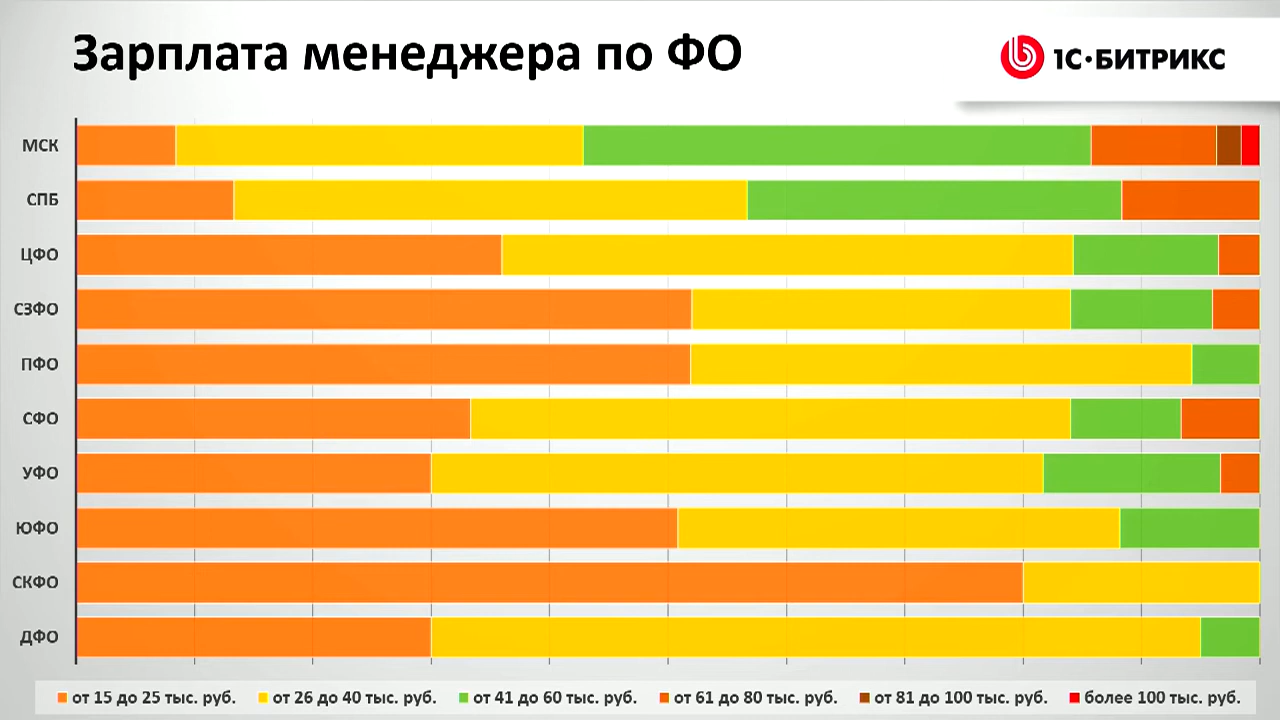 Зарплата менеджера по ФО
1С·БИТРИКС
МСК
СПБ
ЦФО
СЗФО
ПФО
СФО
УФО
ЮФО
СКФО
ДФО
от 15 до 25 тыс. руб. от 26 до 40 тыс. руб. от 41 до 60 тыс. руб. от 61 до 80 тыс. руб. от 81 до 100 тыс. руб. более 100 тыс. руб.